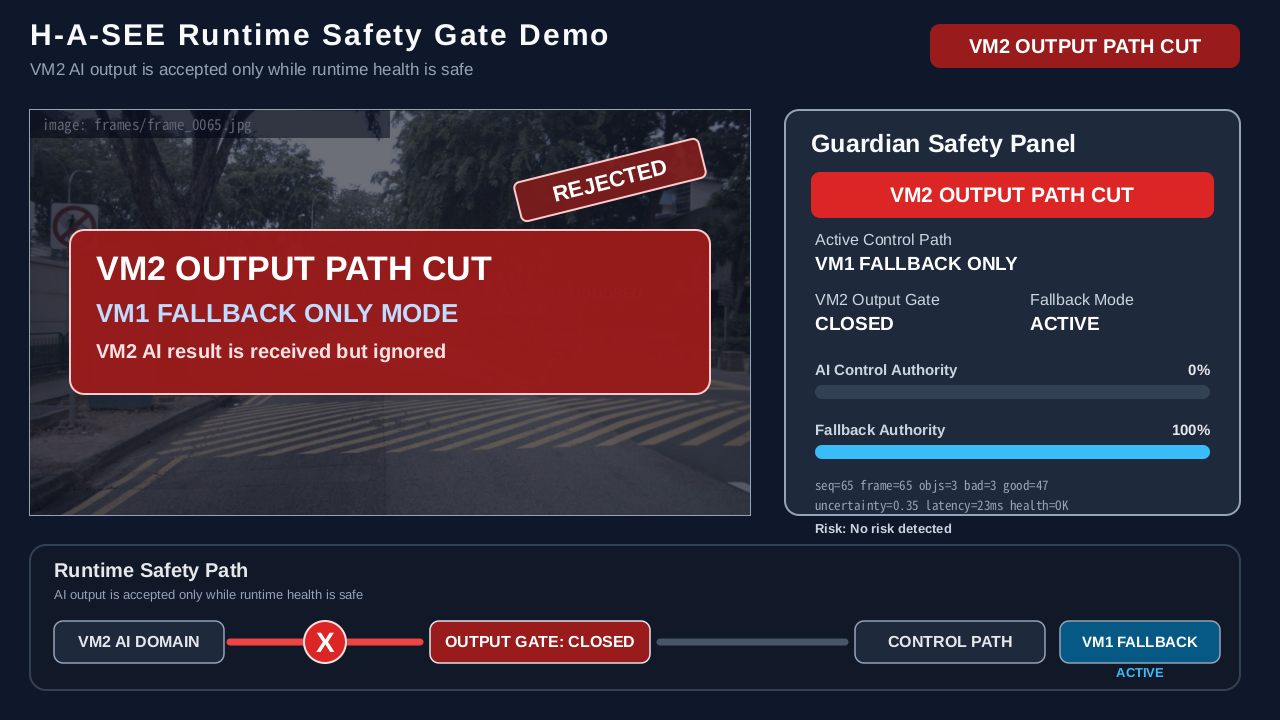 H-A-SEE Runtime Safety Gate Demo
VM2 AI output is accepted only while runtime health is safe
VM2 OUTPUT PATH CUT
image: frames/frame_0065.jpg
REJECTED
VM2 OUTPUT PATH CUT
VM1 FALLBACK ONLY MODE
VM2 AI result is received but ignored
Guardian Safety Panel
VM2 OUTPUT PATH CUT
Active Control Path
VM1 FALLBACK ONLY
VM2 Output Gate
CLOSED
Fallback Mode
ACTIVE
AI Control Authority 0%
Fallback Authority 100%
seq=65 frame=65 objs=3 bad=3 good=47
uncertainty=0.35 latency=23ms health=OK
Risk: No risk detected
Runtime Safety Path
AI output is accepted only while runtime health is safe
VM2 AI DOMAIN
X
OUTPUT GATE: CLOSED
CONTROL PATH
VM1 FALLBACK
ACTIVE